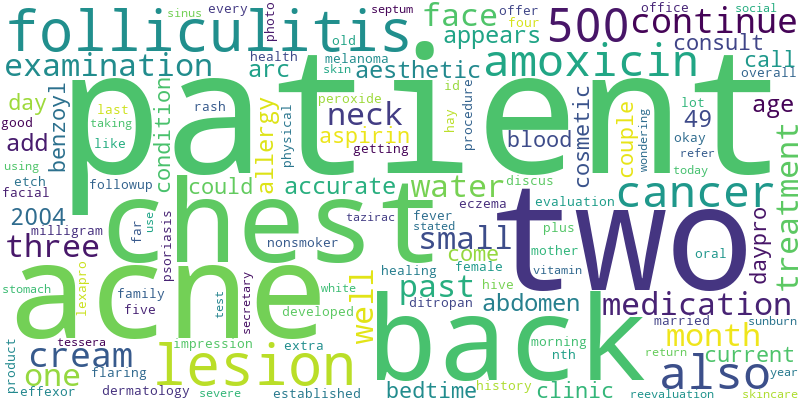 sinus every photo septum old offer four office social
folliculitis face 500 continue
health melanoma appears consult
examination arc skin aesthetic amoxicin call overall
patient
day last condition allergy peroxide id procedure cosmetic couple lot 49 age
good taking benzoyl rash physical neck hay blood wondering okay refer
add like aspirin getting today
using
etch followup could accurate water discus evaluation cancer treatment
facial
2004 milligram far use chest eczema plus two
psoriasis tazirac fever stated small mother oral daypro
three nonsmoker come vitamin
acne healing female hive abdomen medication
stomach lexapro family test secretary white well past ditropan married sunburn
five developed back month
tessera impression morning current
cream lesion extra nth also
product one flaring bedtime history clinic return year
effexor dermatology severe established reevaluation skincare